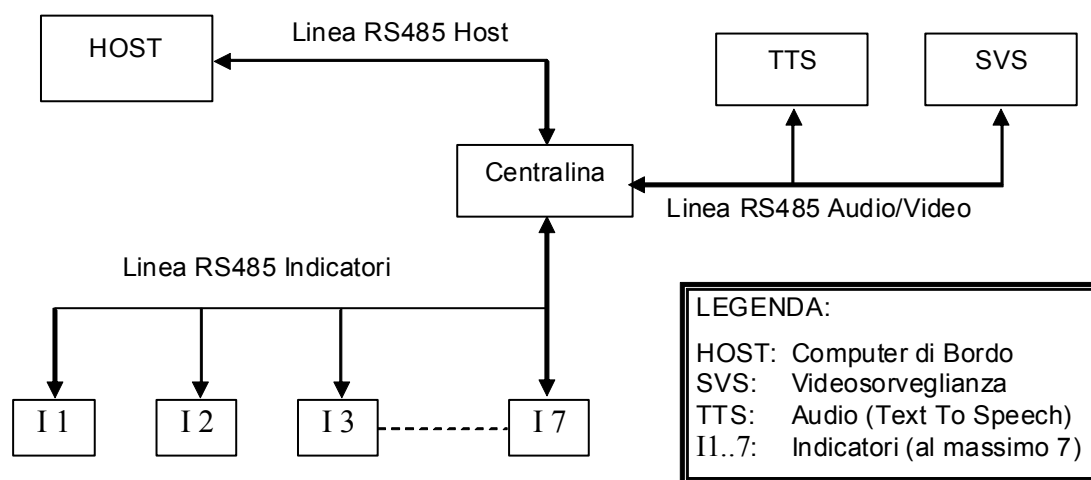 HOST
Linea RS485 Host
TTS
SVS
Centralina
Linea RS485 Audio/Video
Linea RS485 Indicatori
I 1
I 2
I 3
I 7
LEGENDA:
HOST: Computer di Bordo
SVS: Videosorveglianza
TTS: Audio (Text To Speech)
I1..7: Indicatori (al massimo 7)